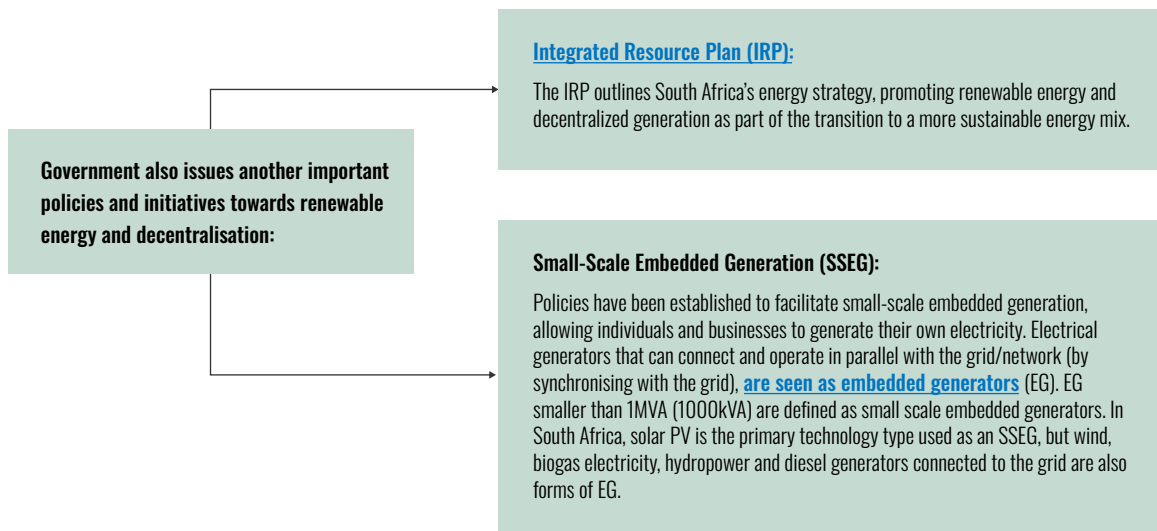 Government also issues another important
policies and initiatives towards renewable
energy and decentralisation:
Integrated Resource Plan (IRP):
The IRP outlines South Africa’s energy strategy, promoting renewable energy and
decentralized generation as part of the transition to a more sustainable energy mix.
Small-Scale Embedded Generation (SSEG):
Policies have been established to facilitate small-scale embedded generation,
allowing individuals and businesses to generate their own electricity. Electrical
generators that can connect and operate in parallel with the grid/network (by
synchronising with the grid), are seen as embedded generators (EG). EG
smaller than 1MVA (1000kVA) are defined as small scale embedded generators. In
South Africa, solar PV is the primary technology type used as an SSEG, but wind,
biogas electricity, hydropower and diesel generators connected to the grid are also
forms of EG.